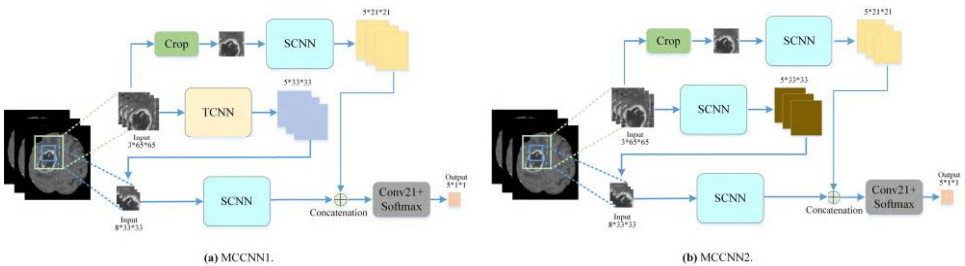 5*21*21
Crop
SCNN
5*33*33
TCNN
Input
3*65*65
SCNN
Concatenation
Conv21+
Softmax
Output
5*1*1
Input
8*33*33
(a) MCCNN1.
5*21*21
Crop
SCNN
5*33*33
SCNN
Input
3*65*65
SCNN
Concatenation
Conv21+
Softmax
Output
5*1*1
Input
8*33*33
(b) MCCNN2.